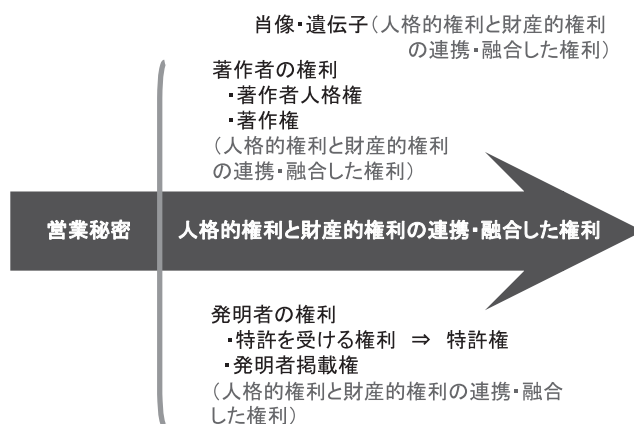 肖像・遺伝子（人格的権利と財産的権利
の連携・融合した権利）
著作者の権利
・著作者人格権
・著作権
（人格的権利と財産的権利
の連携・融合した権利）
営業秘密 人格的権利と財産的権利の連携・融合した権利
発明者の権利
・特許を受ける権利 ⇒ 特許権
・発明者掲載権
（人格的権利と財産的権利の連携・融合
した権利）